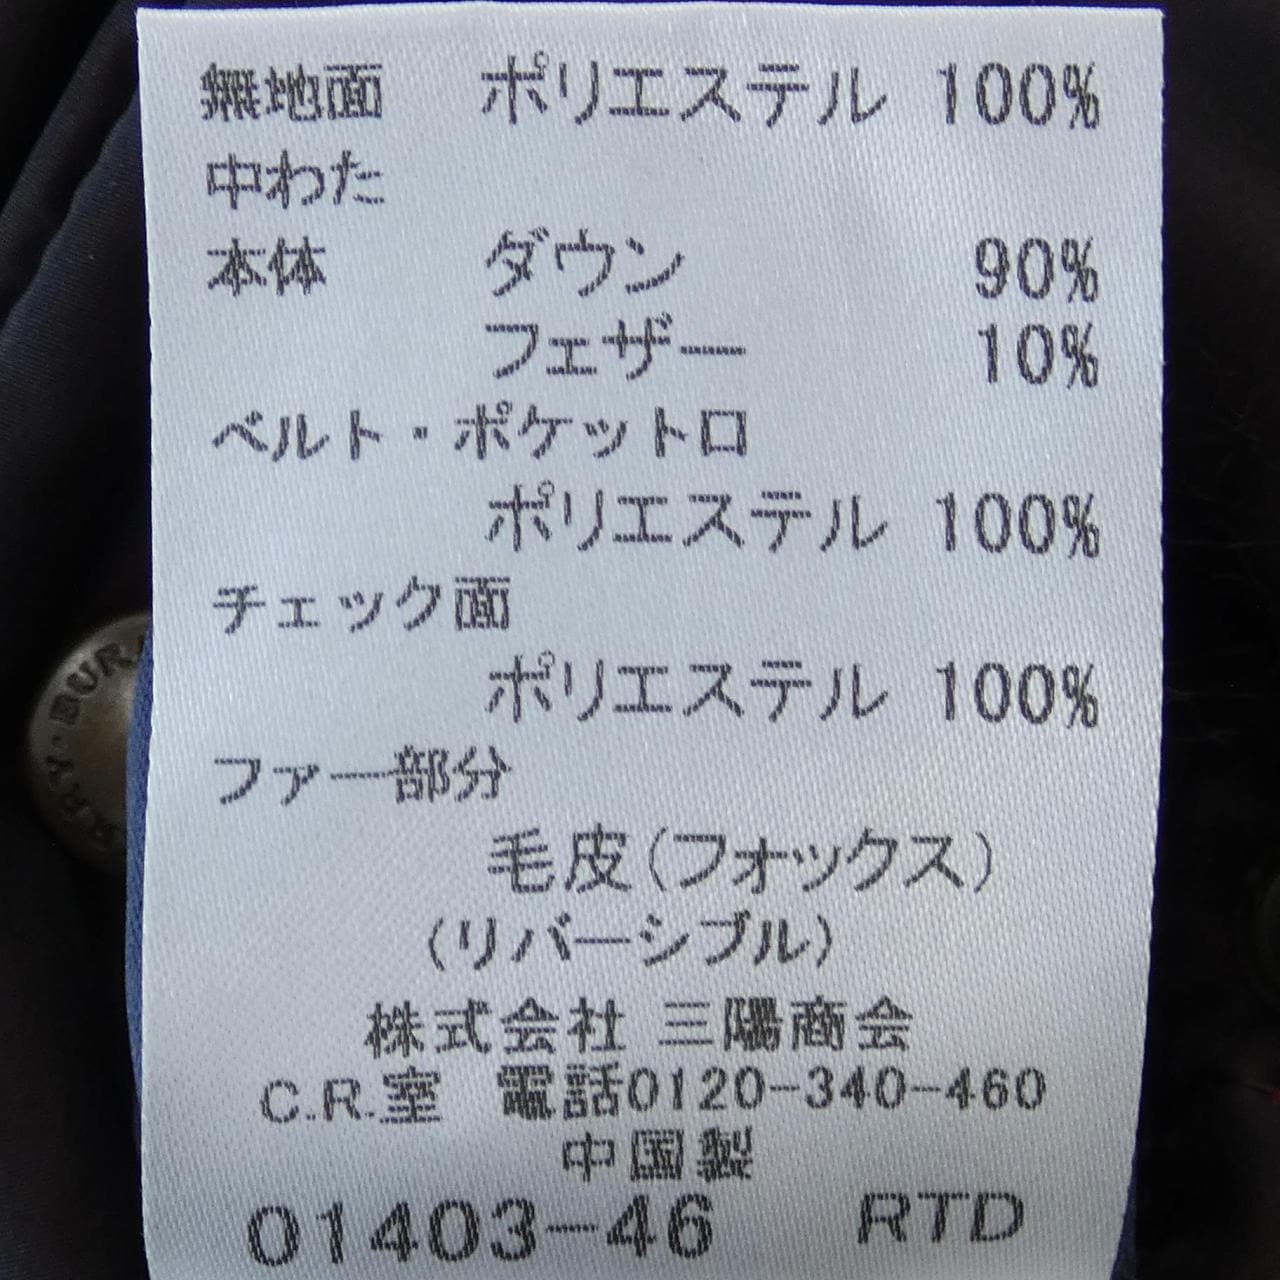 無地面 ポリエステル 100%
中わた
本体 ダウン 90%
フェザー 10%
ベルト・ポケット口
ポリエステル 100%
チェック面
ポリエステル 100%
ファー部分
毛皮(フォックス)
(リバーシブル)
株式会社 三陽商会
C.R.室 電話0120-340-460
中国製
01403-46 RTD